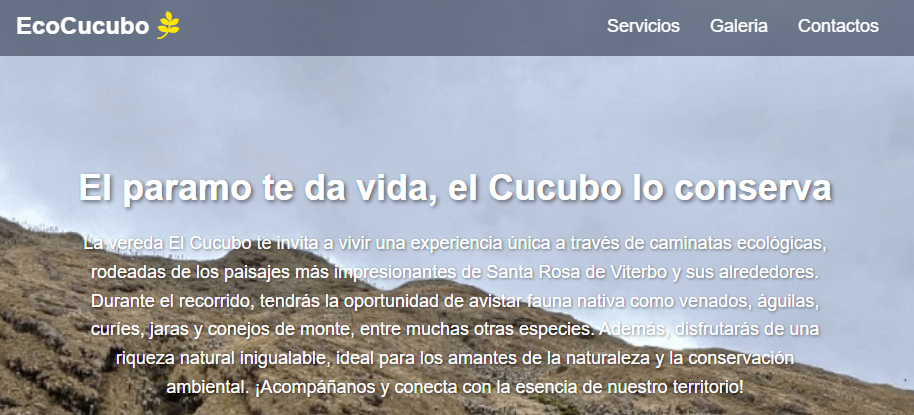 EcoCucubo
Servicios
Galeria
Contactos
El paramo te da vida, el Cucubo lo conserva
La vereda El Cucubo te invita a vivir una experiencia única a través de caminatas ecológicas,
rodeadas de los paisajes más impresionantes de Santa Rosa de Viterbo y sus alrededores.
Durante el recorrido, tendrás la oportunidad de avistar fauna nativa como venados, águilas,
curíes, jaras y conejos de monte, entre muchas otras especies. Además, disfrutarás de una
riqueza natural inigualable, ideal para los amantes de la naturaleza y la conservación
ambiental. ¡Acompáñanos y conecta con la esencia de nuestro territorio!